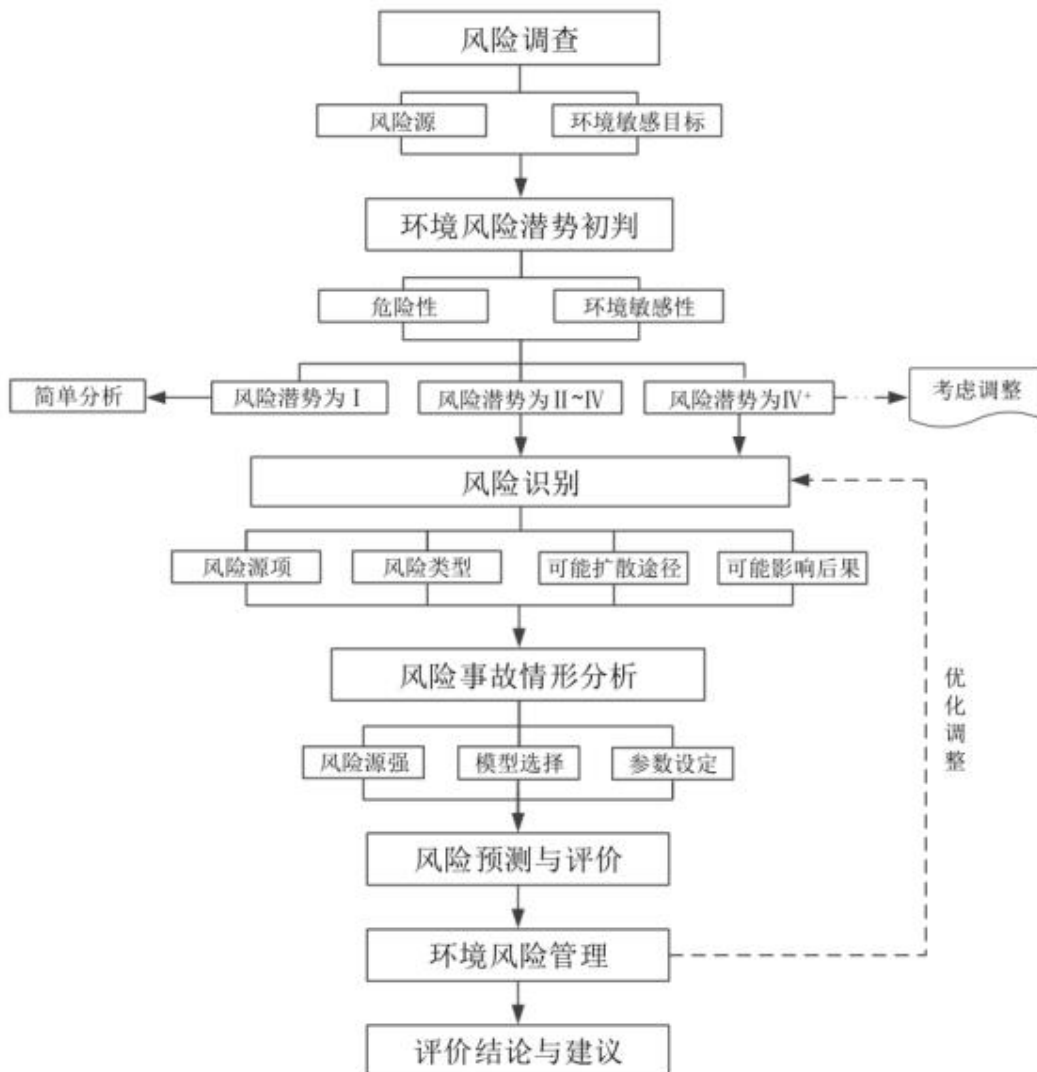 风险调查
风险源
环境敏感目标
环境风险潜势初判
危险性
环境敏感性
简单分析
风险潜势为Ⅰ
风险潜势为Ⅱ~Ⅳ
风险潜势为Ⅳ⁺
考虑调整
风险识别
风险源项
风险类型
可能扩散途径
可能影响后果
风险事故情形分析
优化调整
风险源强
模型选择
参数设定
风险预测与评价
环境风险管理
评价结论与建议